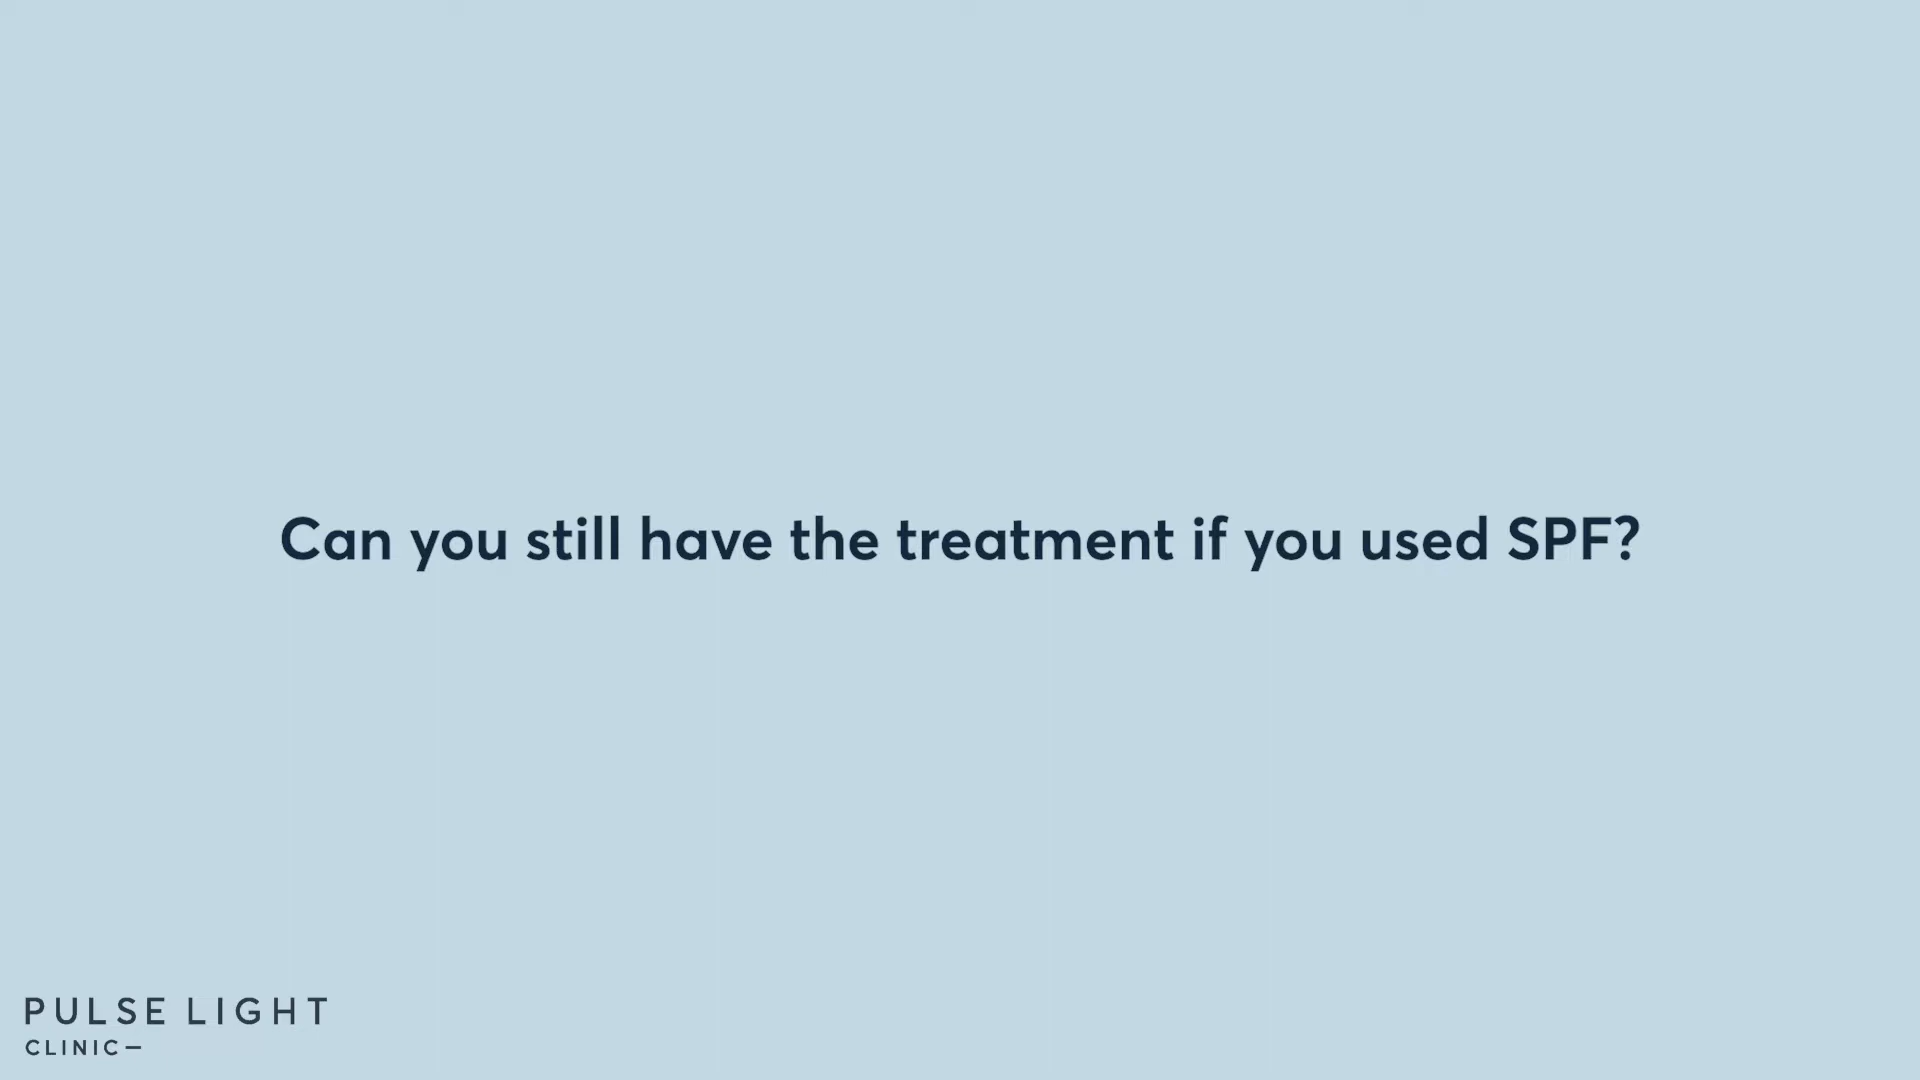 Can you still have the treatment if you used SPF?
PULSE LIGHT
CLINIC—